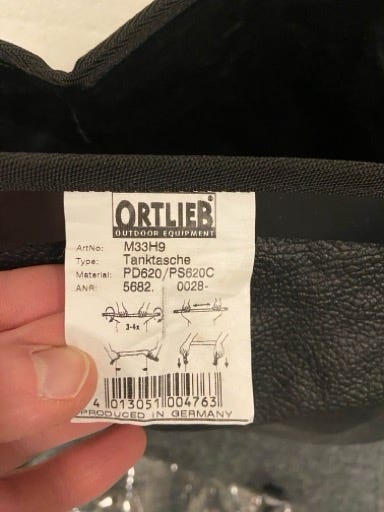 ORTLIEB®
OUTDOOR EQUIPMENT
ArtNo: M33H9
Type: Tanktasche
Material: PD620/PS620C
ANR: 5682. 0028-
3-4x
4 013051 004763
PRODUCED IN GERMANY